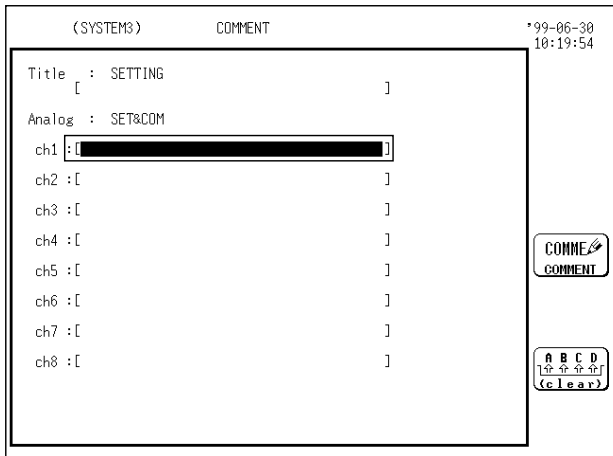 (SYSTEM3) COMMENT '99-06-30
10:19:54
Title : SETTING
[ ]
Analog : SET&COM
ch1 :[ ]
ch2 :[ ]
ch3 :[ ]
ch4 :[ ]
ch5 :[ ]
ch6 :[ ]
ch7 :[ ]
ch8 :[ ]
COMME
COMMENT
A B C D
(clear)